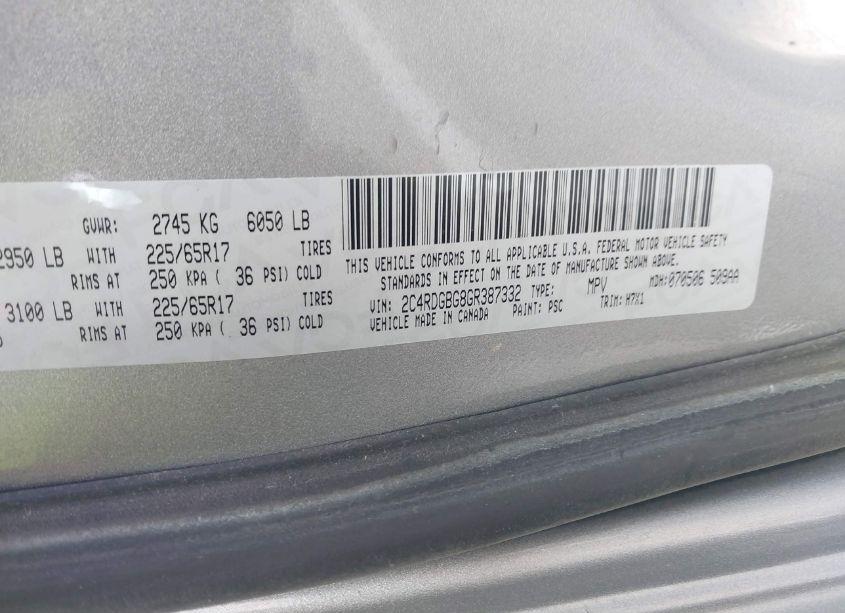 GVWR: 2745 KG 6050 LB
2950 LB WITH 225/65R17 TIRES
RIMS AT 250 KPA ( 36 PSI) COLD
3100 LB WITH 225/65R17 TIRES
RIMS AT 250 KPA ( 36 PSI) COLD
THIS VEHICLE CONFORMS TO ALL APPLICABLE U.S.A. FEDERAL MOTOR VEHICLE SAFETY
STANDARDS IN EFFECT ON THE DATE OF MANUFACTURE SHOWN ABOVE.
MDH:070506 509AA
VIN: 2C4RDGBG8GR387332 TYPE: MPV
VEHICLE MADE IN CANADA PAINT: PSC TRIM: H7X1